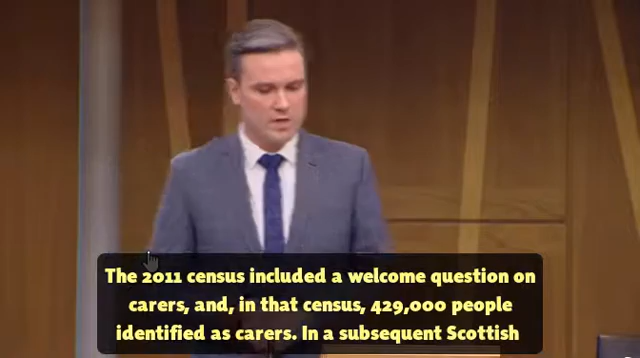 The 2011 census included a welcome question on
carers, and, in that census, 429,000 people
identified as carers. In a subsequent Scottish